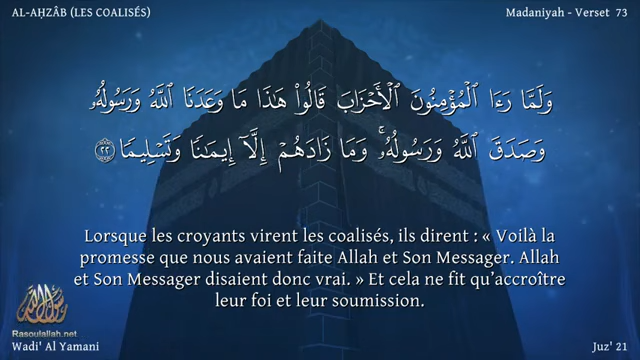 AL-AḤZÂB (LES COALISÉS)
Madaniyah - Verset 73
وَلَمَّا رَءَا ٱلْمُؤْمِنُونَ ٱلْأَحْزَابَ قَالُوا۟ هَـٰذَا مَا وَعَدَنَا ٱللَّهُ وَرَسُولُهُۥ
وَصَدَقَ ٱللَّهُ وَرَسُولُهُۥ ۚ وَمَا زَادَهُمْ إِلَّآ إِيمَـٰنًا وَتَسْلِيمًا ٢٢
Lorsque les croyants virent les coalisés, ils dirent : « Voilà la
promesse que nous avaient faite Allah et Son Messager. Allah
et Son Messager disaient donc vrai. » Et cela ne fit qu’accroître
leur foi et leur soumission.
Rasoulallah.net
Wadi' Al Yamani
Juz' 21